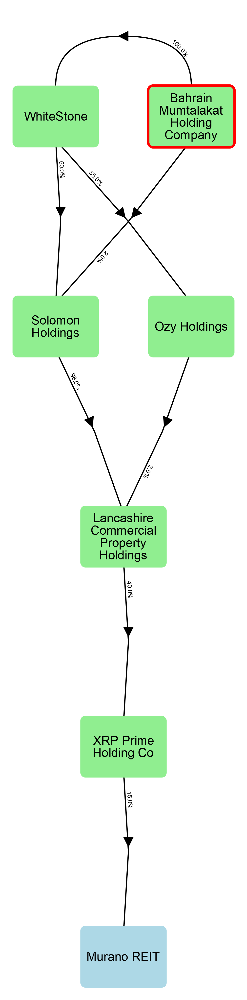 100.0%
WhiteStone
Bahrain
Mumtalakat
Holding
Company
50.0%
35.0%
2.0%
Solomon
Holdings
Ozy Holdings
98.0%
2.0%
Lancashire
Commercial
Property
Holdings
40.0%
XRP Prime
Holding Co
15.0%
Murano REIT